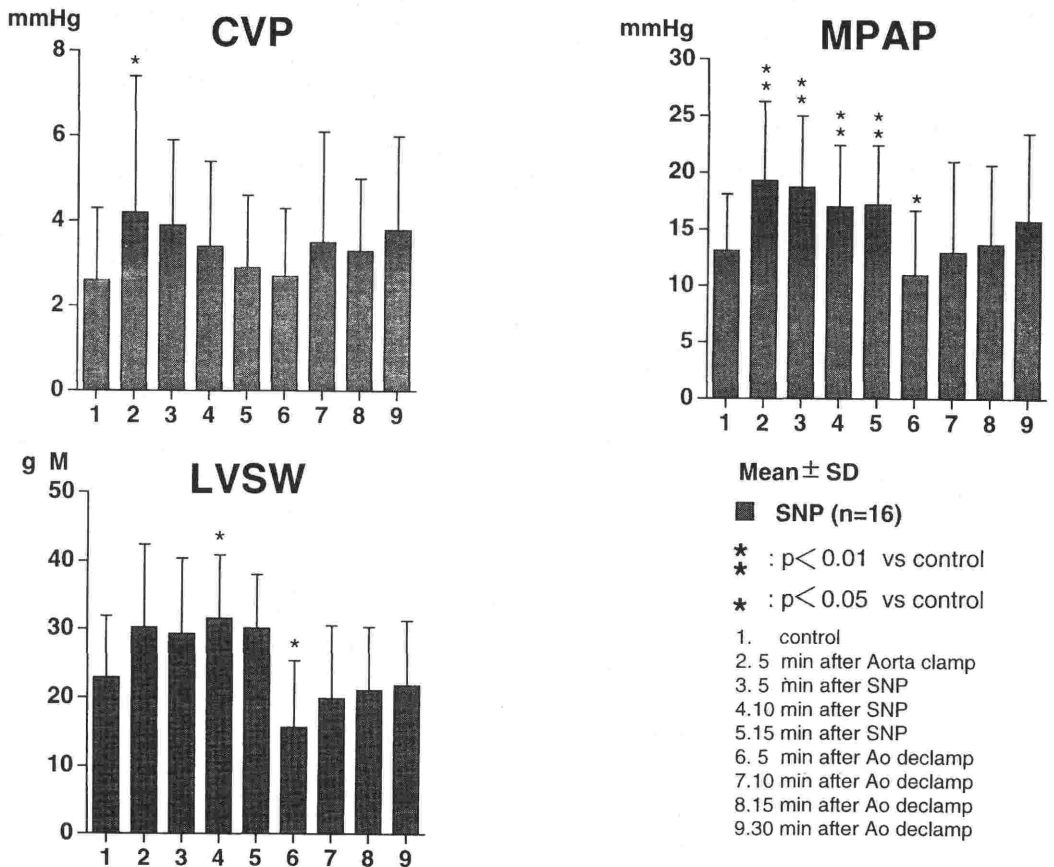 mmHg
CVP
8
*
6
4
2
0
1 2 3 4 5 6 7 8 9
mmHg
MPAP
30
** ** ** **
25
20
*
15
10
5
0
1 2 3 4 5 6 7 8 9
g M
LVSW
50
40
*
30
*
20
10
0
1 2 3 4 5 6 7 8 9
Mean ± SD
SNP (n=16)
** : p< 0.01 vs control
* : p< 0.05 vs control
1. control
2. 5 min after Aorta clamp
3. 5 min after SNP
4.10 min after SNP
5.15 min after SNP
6. 5 min after Ao declamp
7.10 min after Ao declamp
8.15 min after Ao declamp
9.30 min after Ao declamp